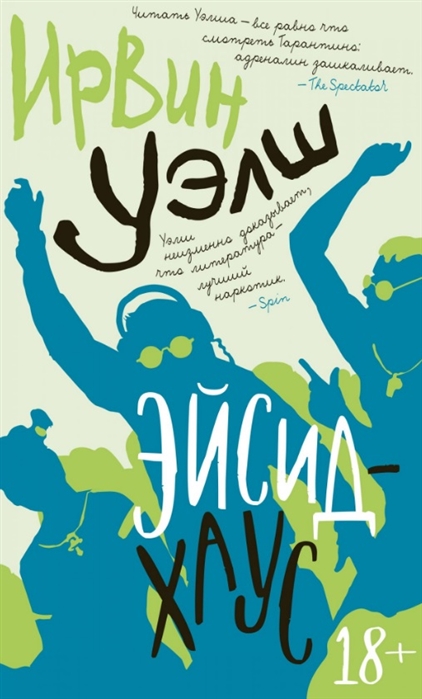 Читать Уэлша – все равно что
смотреть Тарантино:
адреналин зашкаливает.
– The Spectator
Ирвин
Уэлш
Уэлш
неизменно доказывает,
что литература –
лучший
наркотик.
– Spin
ЭЙСИД-
ХАУС
18+